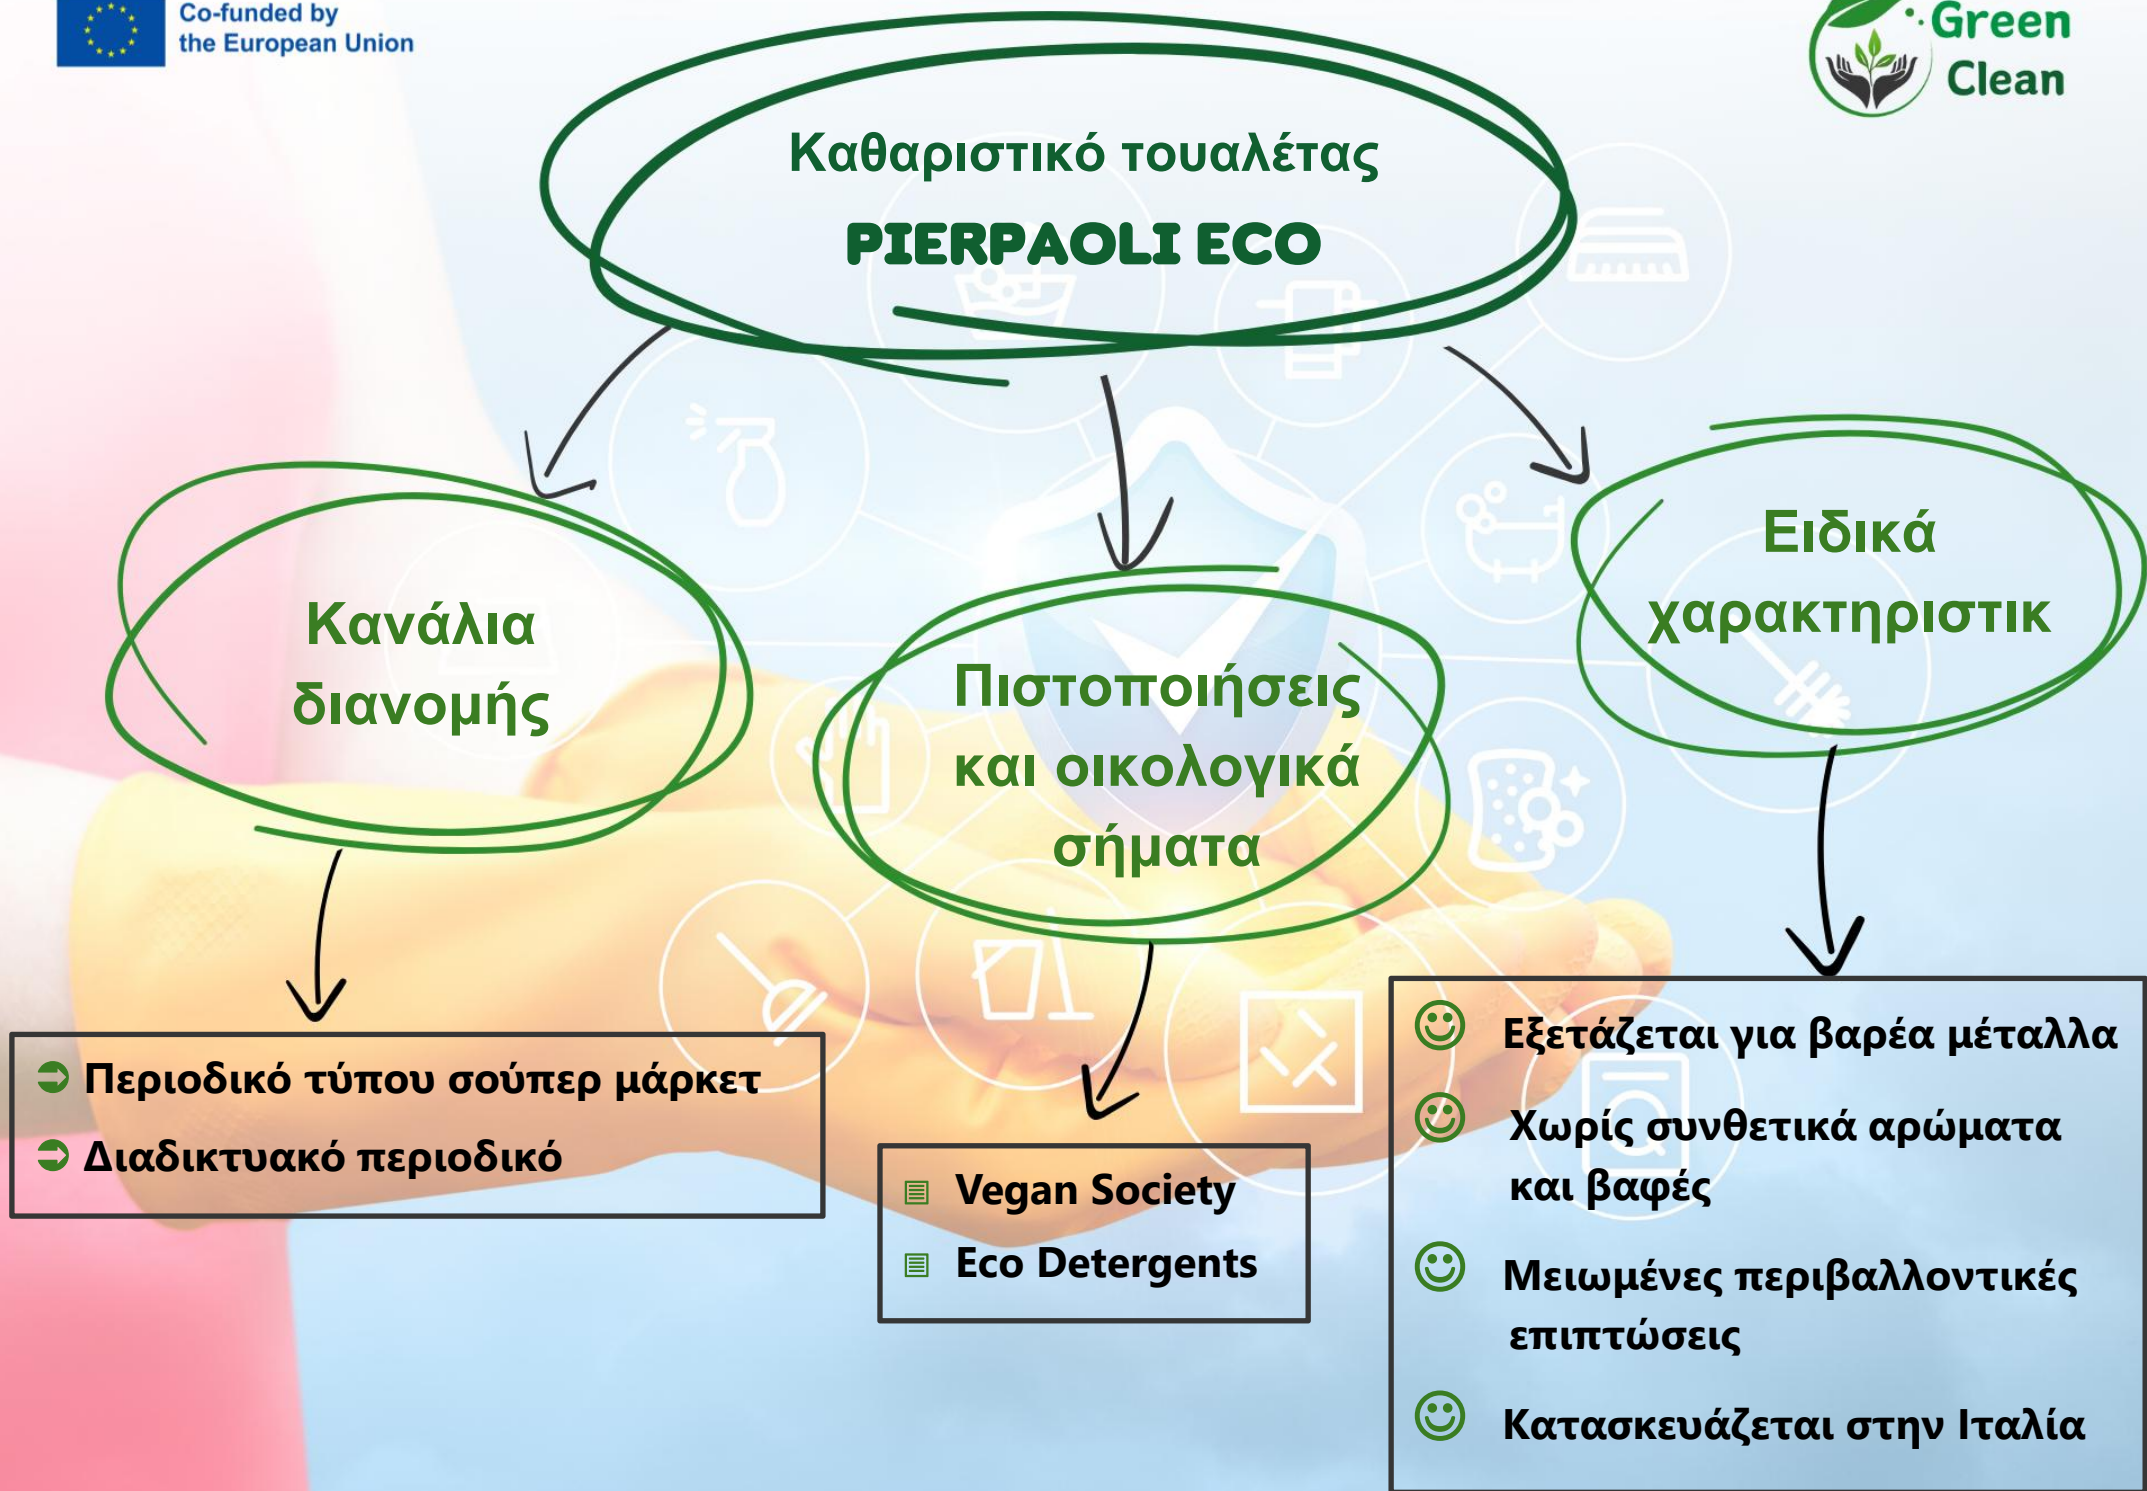 Co-funded by
the European Union
Green
Clean
Καθαριστικό τουαλέτας
PIERPAOLI ECO
Κανάλια
διανομής
Πιστοποιήσεις
και οικολογικά
σήματα
Ειδικά
χαρακτηριστικ
Περιοδικό τύπου σούπερ μάρκετ
Διαδικτυακό περιοδικό
Vegan Society
Eco Detergents
Εξετάζεται για βαρέα μέταλλα
Χωρίς συνθετικά αρώματα
και βαφές
Μειωμένες περιβαλλοντικές
επιπτώσεις
Κατασκευάζεται στην Ιταλία